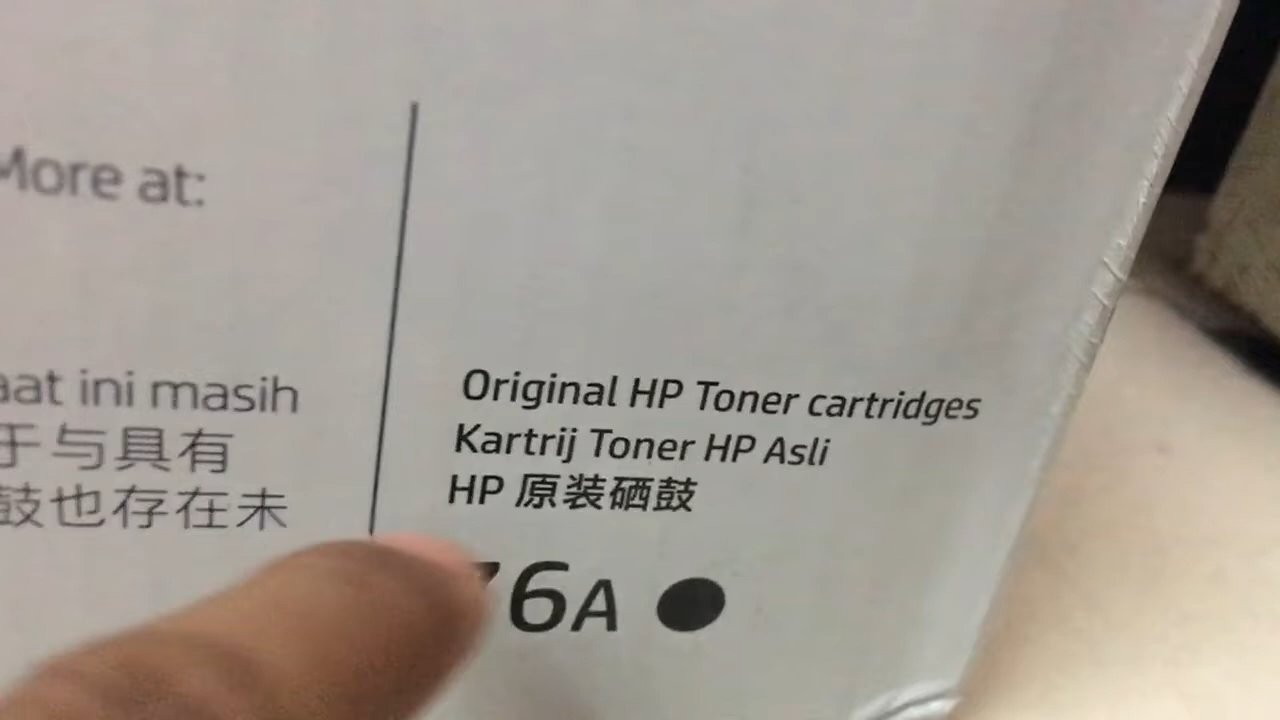 More at:
aat ini masih
于与具有
鼓也存在未
Original HP Toner cartridges
Kartrij Toner HP Asli
HP 原装硒鼓
6A